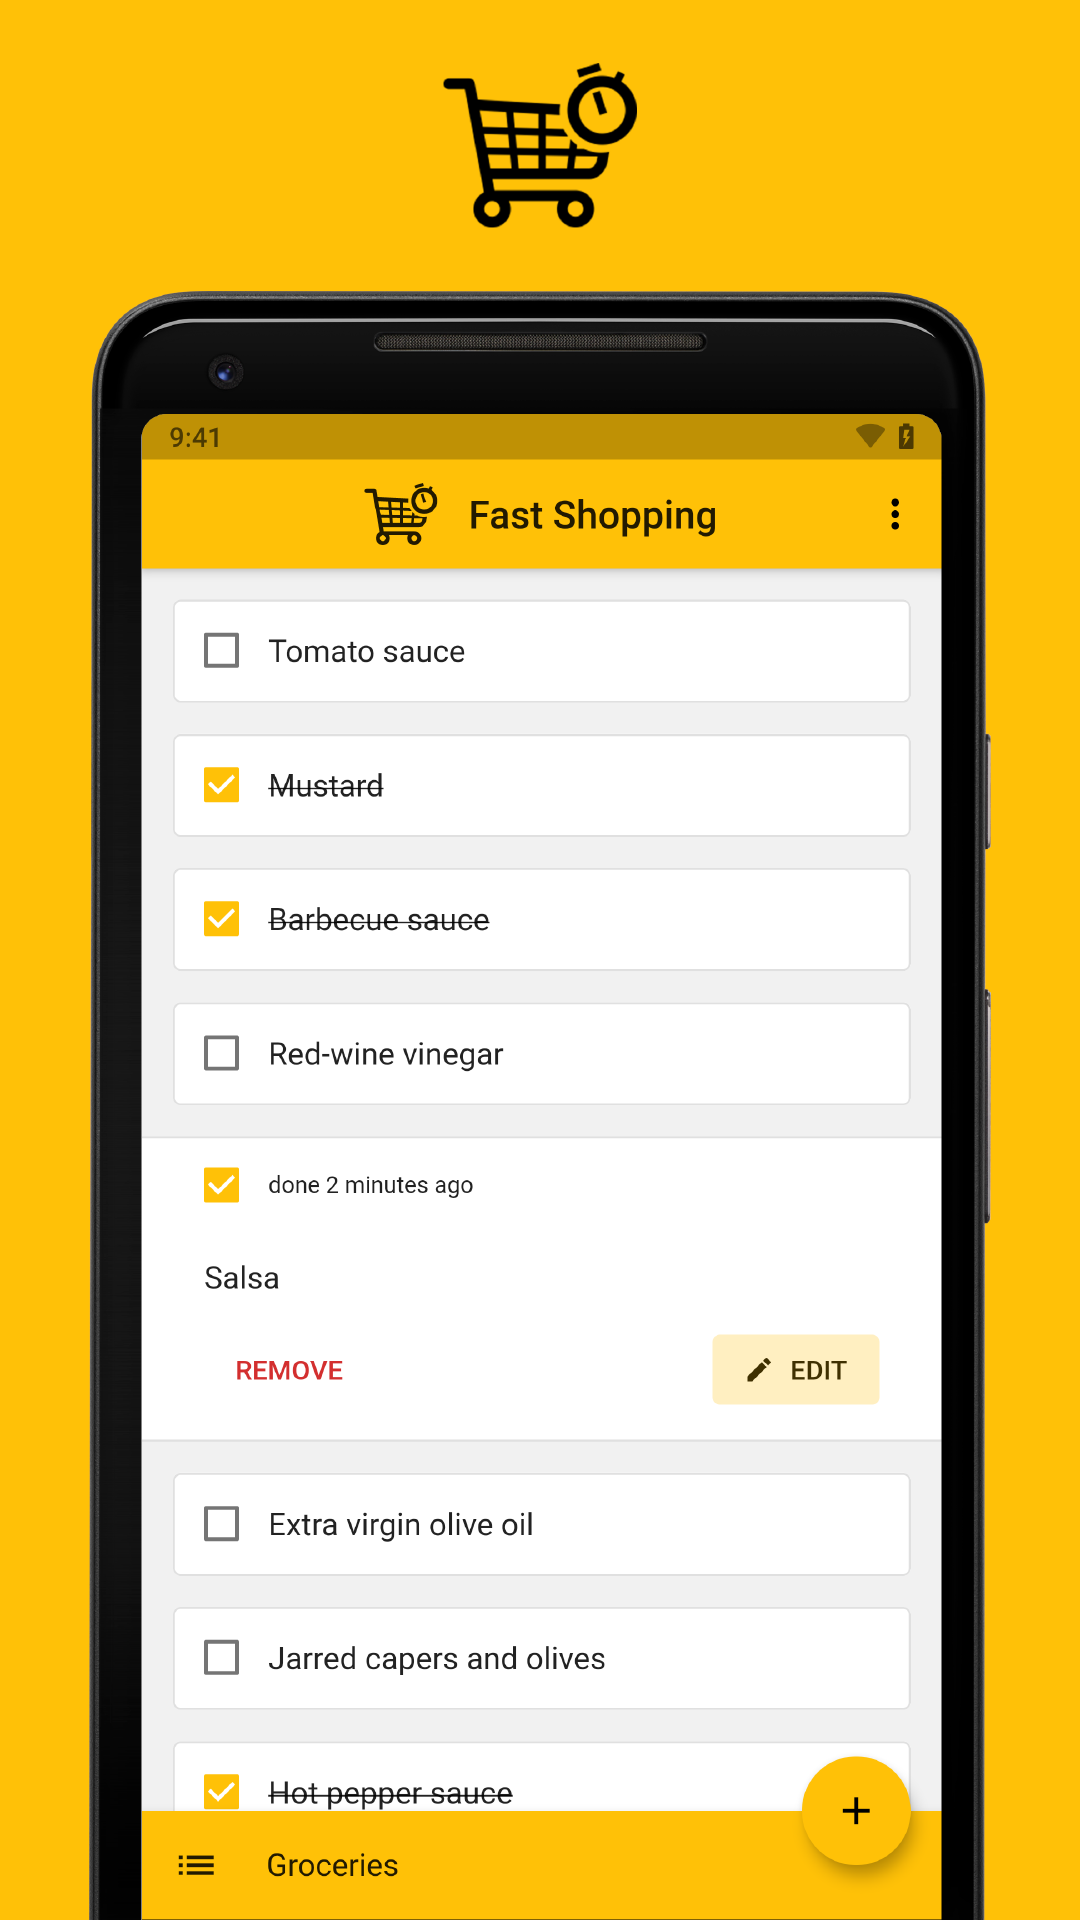 9:41
Fast Shopping
Tomato sauce
Mustard
Barbecue sauce
Red-wine vinegar
done 2 minutes ago
Salsa
REMOVE
EDIT
Extra virgin olive oil
Jarred capers and olives
Hot pepper sauce
Groceries